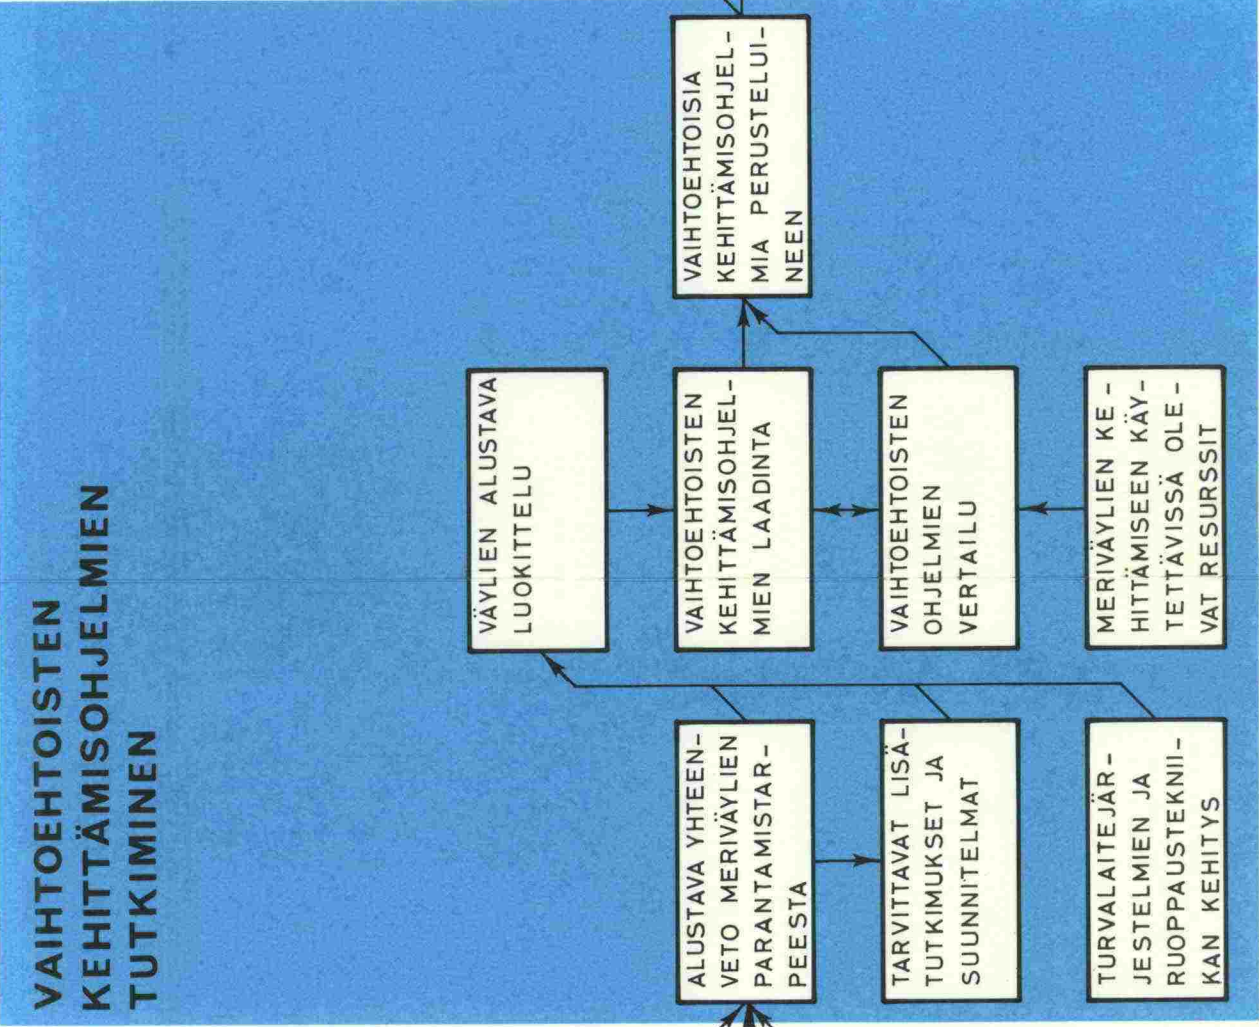 VAIHTOEHTOISTEN
KEHITTÄMISOHJELMIEN
TUTKIMINEN
ALUSTAVA YHTEEN-
VETO MERIVÄYLIEN
PARANTAMISTAR-
PEESTA
TARVITTAVAT LISÄ-
TUTKIMUKSET JA
SUUNNITELMAT
TURVALAITEJÄR-
JESTELMIEN JA
RUOPPAUSTEKNII-
KAN KEHITYS
VÄYLIEN ALUSTAVA
LUOKITTELU
VAIHTOEHTOISTEN
KEHITTÄMISOHJEL-
MIEN LAADINTA
VAIHTOEHTOISTEN
OHJELMIEN
VERTAILU
MERIVÄYLIEN KE-
HITTÄMISEEN KÄY-
TETTÄVISSÄ OLE-
VAT RESURSSIT
VAIHTOEHTOISIA
KEHITTÄMISOHJEL-
MIA PERUSTELUI-
NEEN